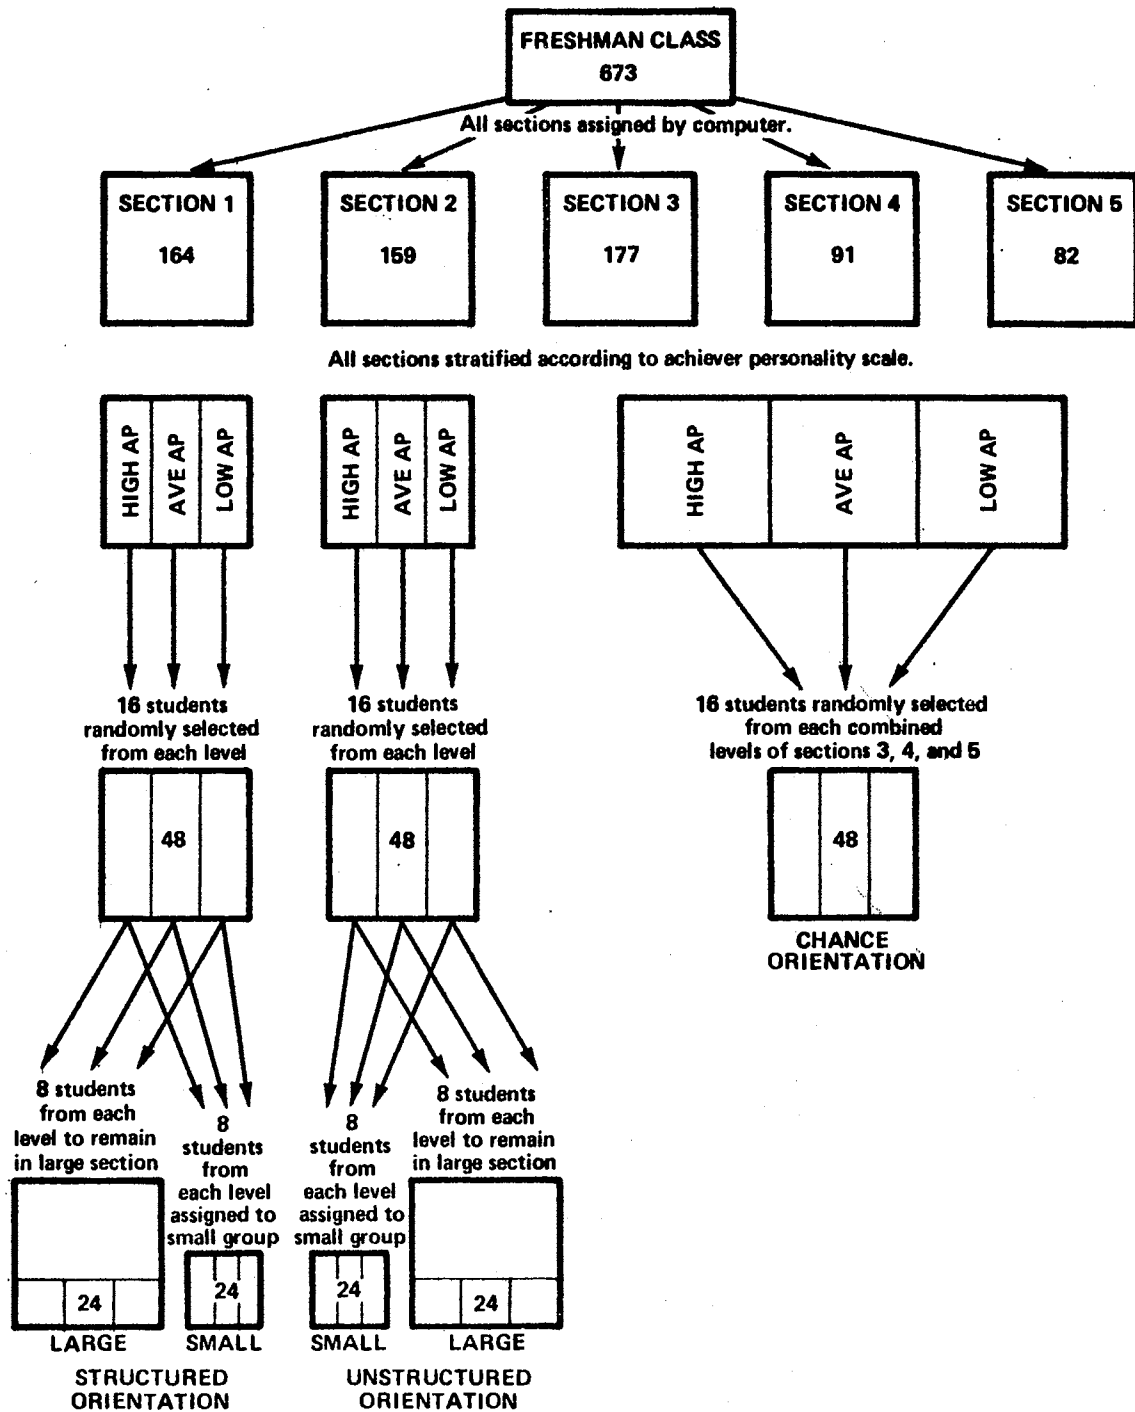 FRESHMAN CLASS
673
All sections assigned by computer.
SECTION 1
164
SECTION 2
159
SECTION 3
177
SECTION 4
91
SECTION 5
82
All sections stratified according to achiever personality scale.
HIGH AP
AVE AP
LOW AP
HIGH AP
AVE AP
LOW AP
HIGH AP
AVE AP
LOW AP
16 students
randomly selected
from each level
16 students
randomly selected
from each level
16 students randomly selected
from each combined
levels of sections 3, 4, and 5
48
48
48
CHANCE
ORIENTATION
8 students
from each
level to remain
in large section
8
students
from
each level
assigned to
small group
8
students
from
each level
assigned to
small group
8 students
from each
level to remain
in large section
24
24
24
24
LARGE
SMALL
SMALL
LARGE
STRUCTURED
ORIENTATION
UNSTRUCTURED
ORIENTATION